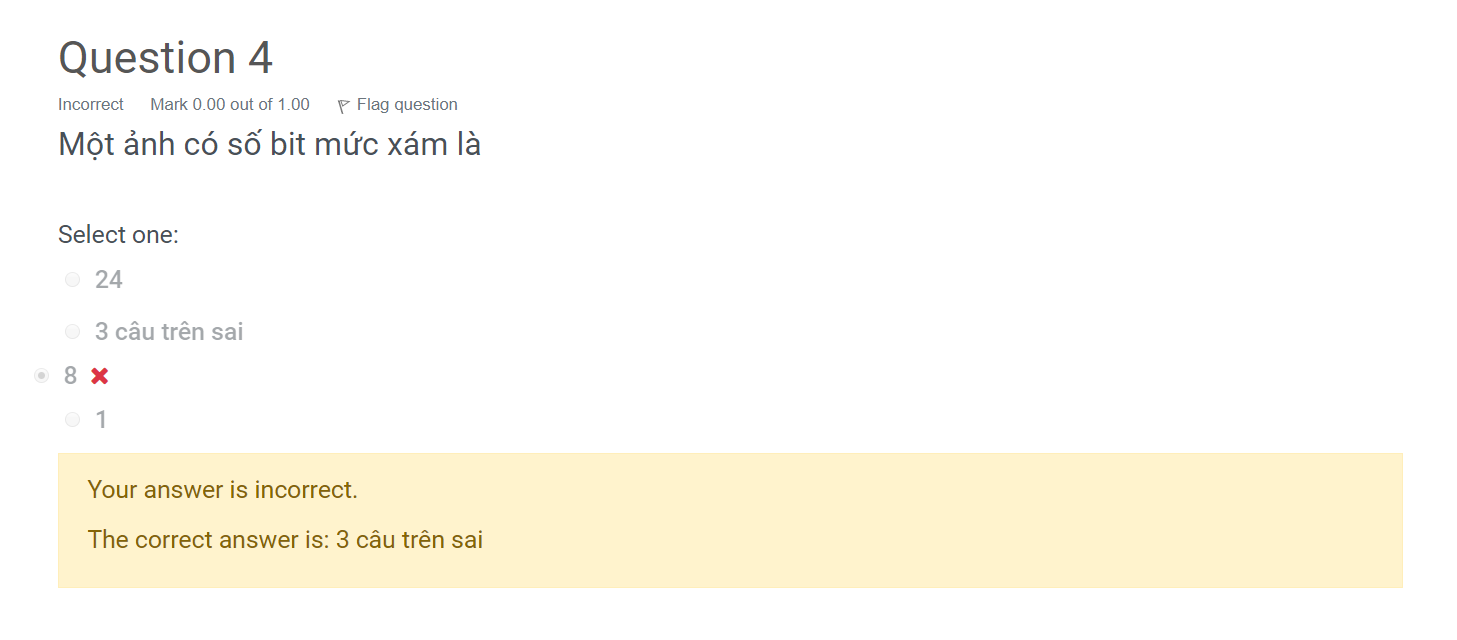 Question 4
Incorrect Mark 0.00 out of 1.00 Flag question
Một ảnh có số bit mức xám là
Select one:
24
3 câu trên sai
8
1
Your answer is incorrect.
The correct answer is: 3 câu trên sai